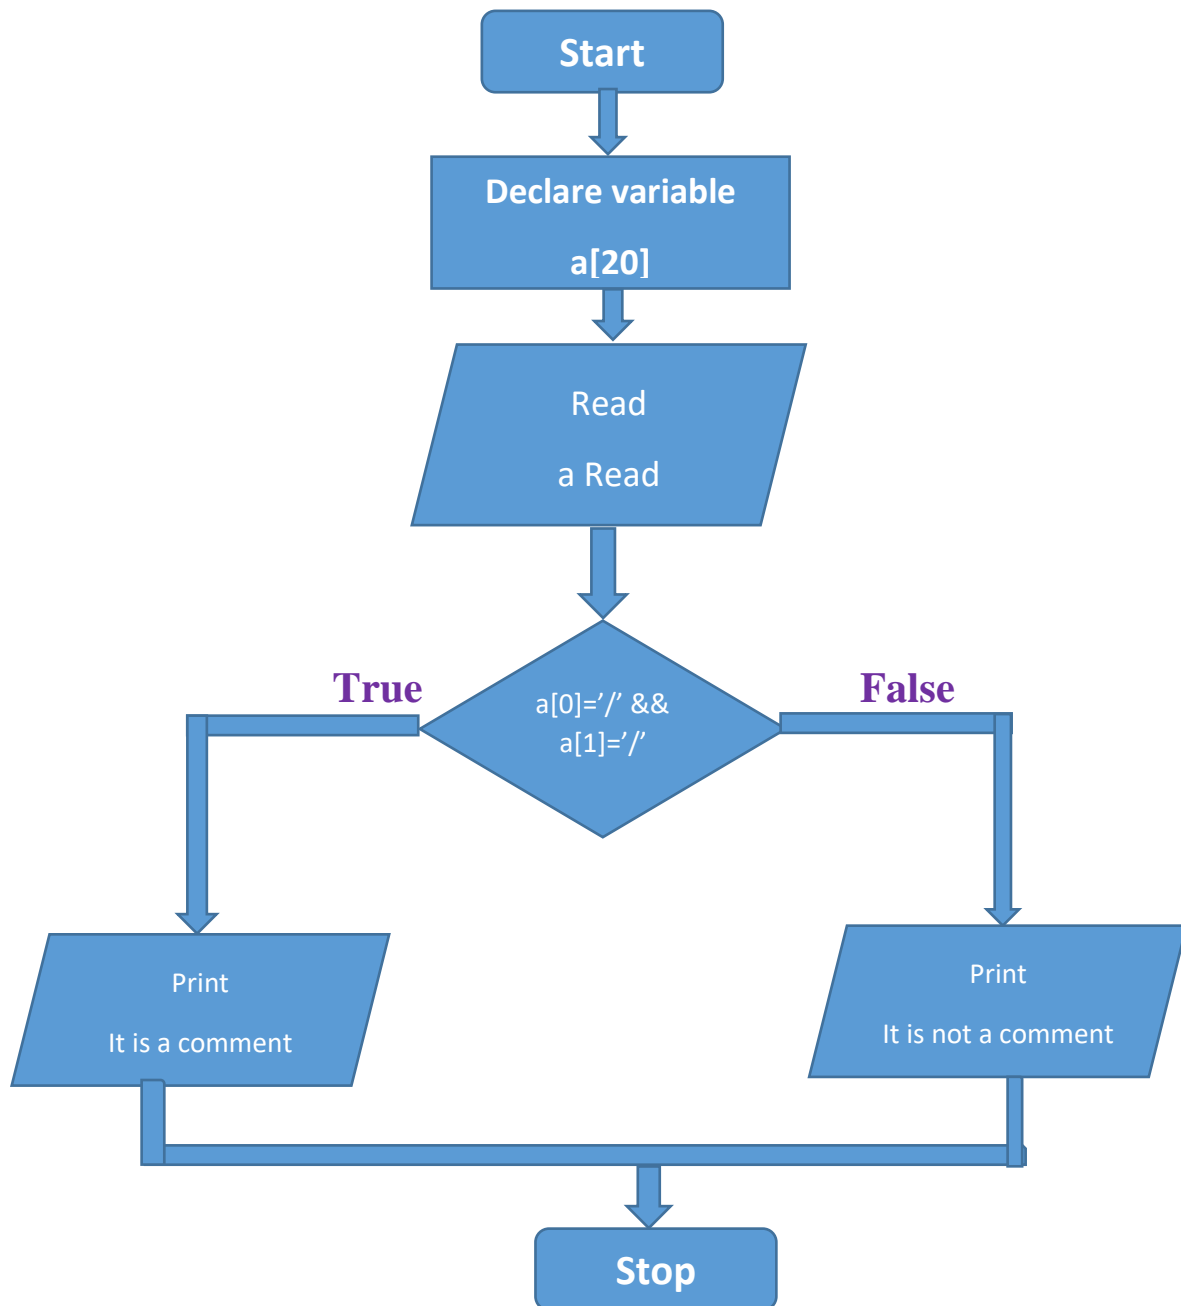 Start
Declare variable
a[20]
Read
a Read
True
False
a[0]=’/’ &&
a[1]=’/’
Print
It is a comment
Print
It is not a comment
Stop